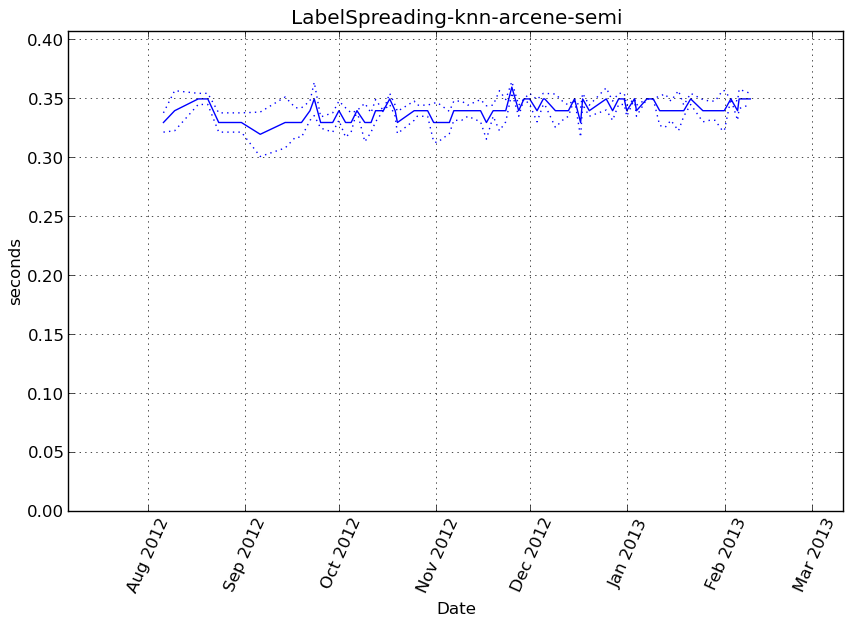 LabelSpreading-knn-arcene-semi
0.40
0.35
0.30
0.25
0.20
0.15
0.10
0.05
0.00
seconds
Aug 2012
Sep 2012
Oct 2012
Nov 2012
Dec 2012
Jan 2013
Feb 2013
Mar 2013
Date